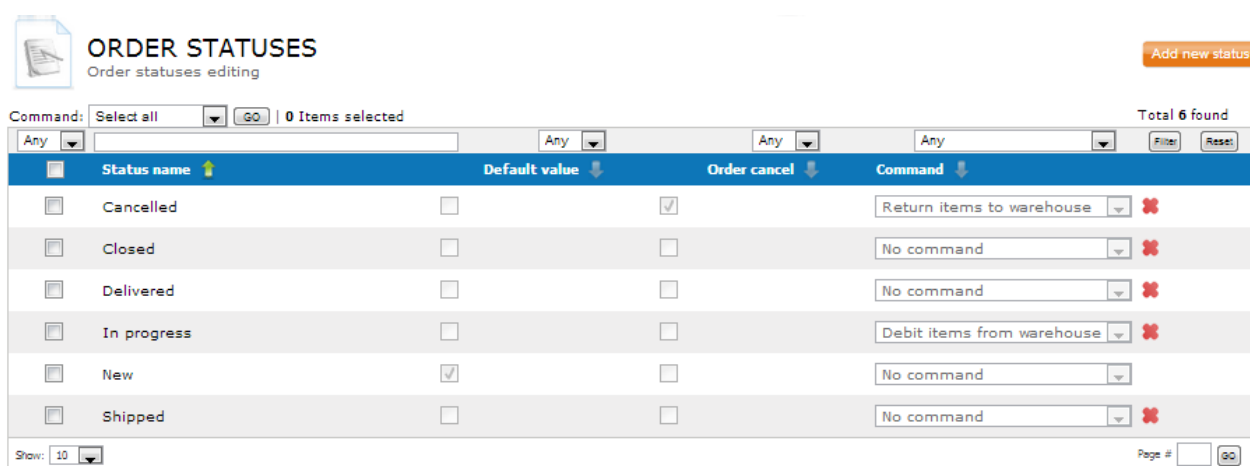 ORDER STATUSES
Order statuses editing
Add new status
Command: Select all GO | 0 Items selected Total 6 found
Any Any Any Any Filter Reset
Status name Default value Order cancel Command
Cancelled Return items to warehouse
Closed No command
Delivered No command
In progress Debit items from warehouse
New No command
Shipped No command
Show: 10 Page # GO